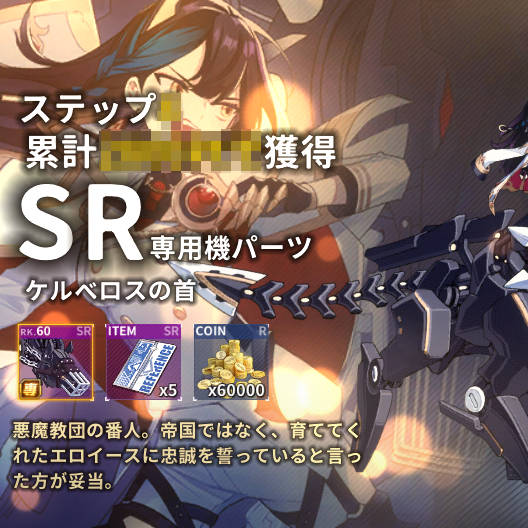 ステップ
累計 獲得
SR専用機パーツ
ケルベロスの首
RK.60 SR
専
ITEM SR
x5
COIN R
x60000
悪魔教団の番人。帝国ではなく、育ててく
れたエロイースに忠誠を誓っていると言っ
た方が妥当。